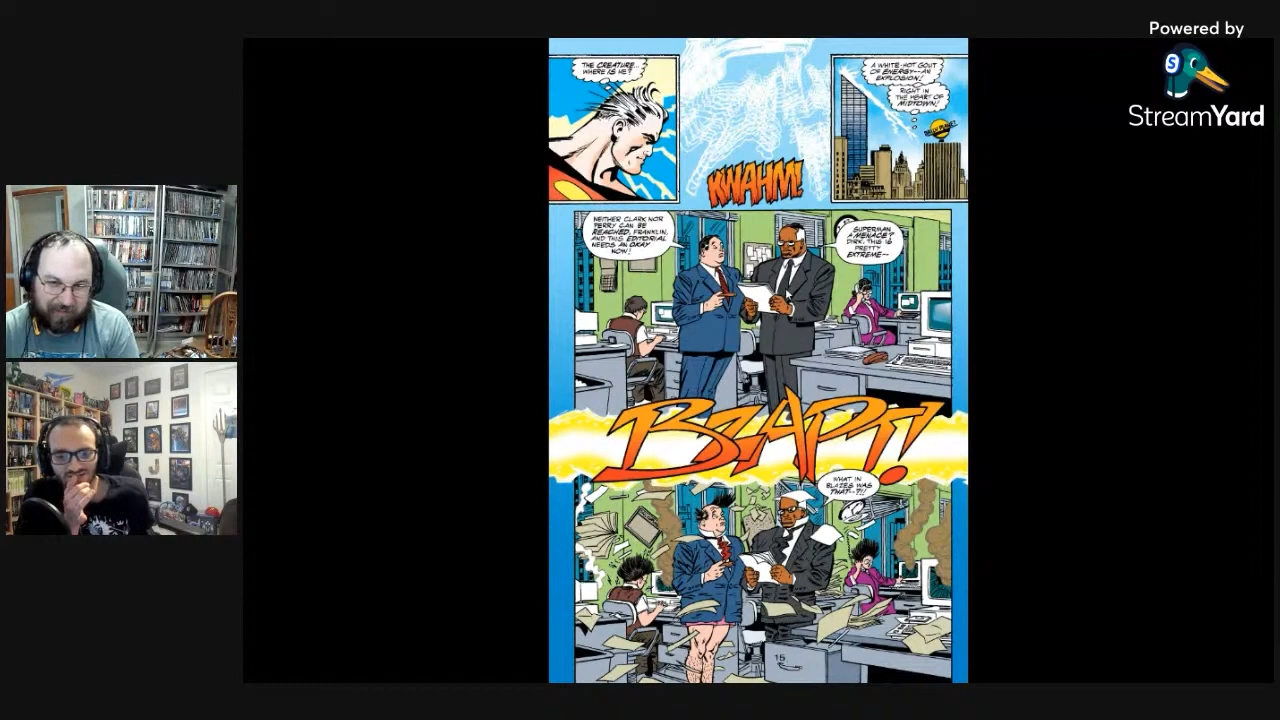 Powered by
S
StreamYard
THE CREATURE...
WHERE IS HE?
A WHITE-HOT GOUT
OF ENERGY--AN
EXPLOSION!
RIGHT IN
THE HEART OF
MIDTOWN!
PLANET
KWAHM!
NEITHER CLARK NOR
PERRY CAN BE
REACHED, FRANKLIN,
AND THIS EDITORIAL
NEEDS AN OKAY
NOW!
SUPERMAN
A MENACE?
DIRK, THIS IS
PRETTY
EXTREME--
BZAPT!
WHAT IN
BLAZES WAS
THAT--?!!
15
J